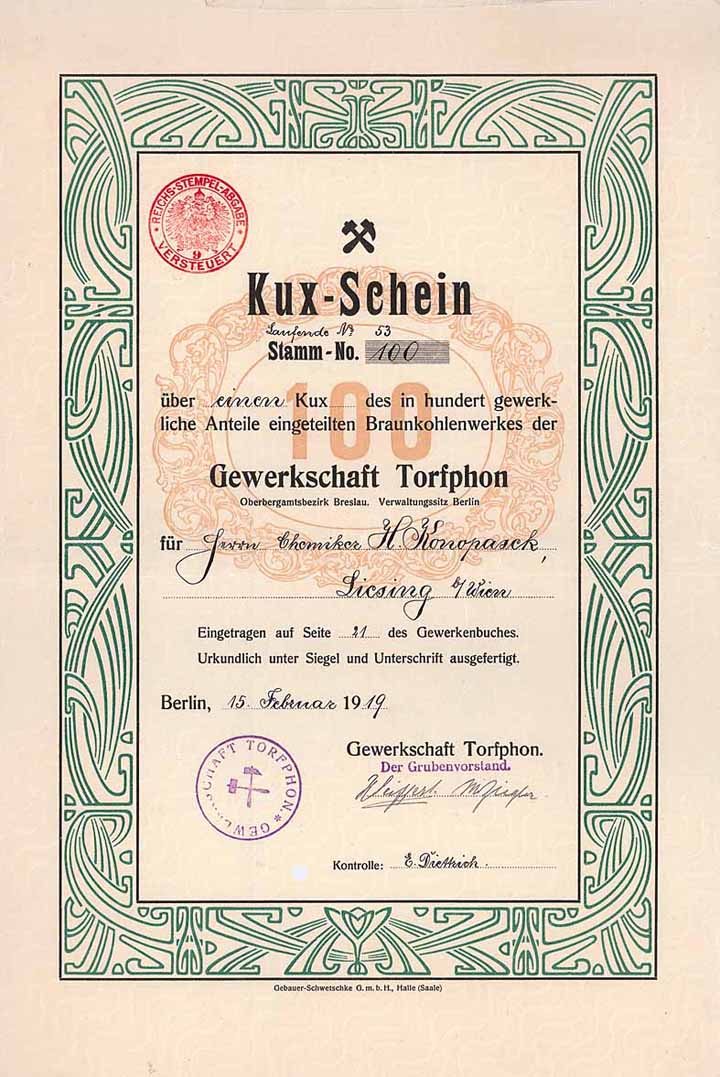 REICHS-STEMPEL-ABGABE
9
VERSTEUERT
Kux-Schein
Laufende No 53
Stamm-No. 100
100
über einen Kux des in hundert gewerk-
liche Anteile eingeteilten Braunkohlenwerkes der
Gewerkschaft Torfphon
Oberbergamtsbezirk Breslau. Verwaltungssitz Berlin
für Herrn Chemiker H. Konopasek,
Liesing b/Wien
Eingetragen auf Seite 21 des Gewerkenbuches.
Urkundlich unter Siegel und Unterschrift ausgefertigt.
Berlin, 15. Februar 1919
GEWERKSCHAFT TORFPHON
Gewerkschaft Torfphon.
Der Grubenvorstand.
Kontrolle: E. Diettrich.
Gebauer-Schwetschke G. m. b. H., Halle (Saale)